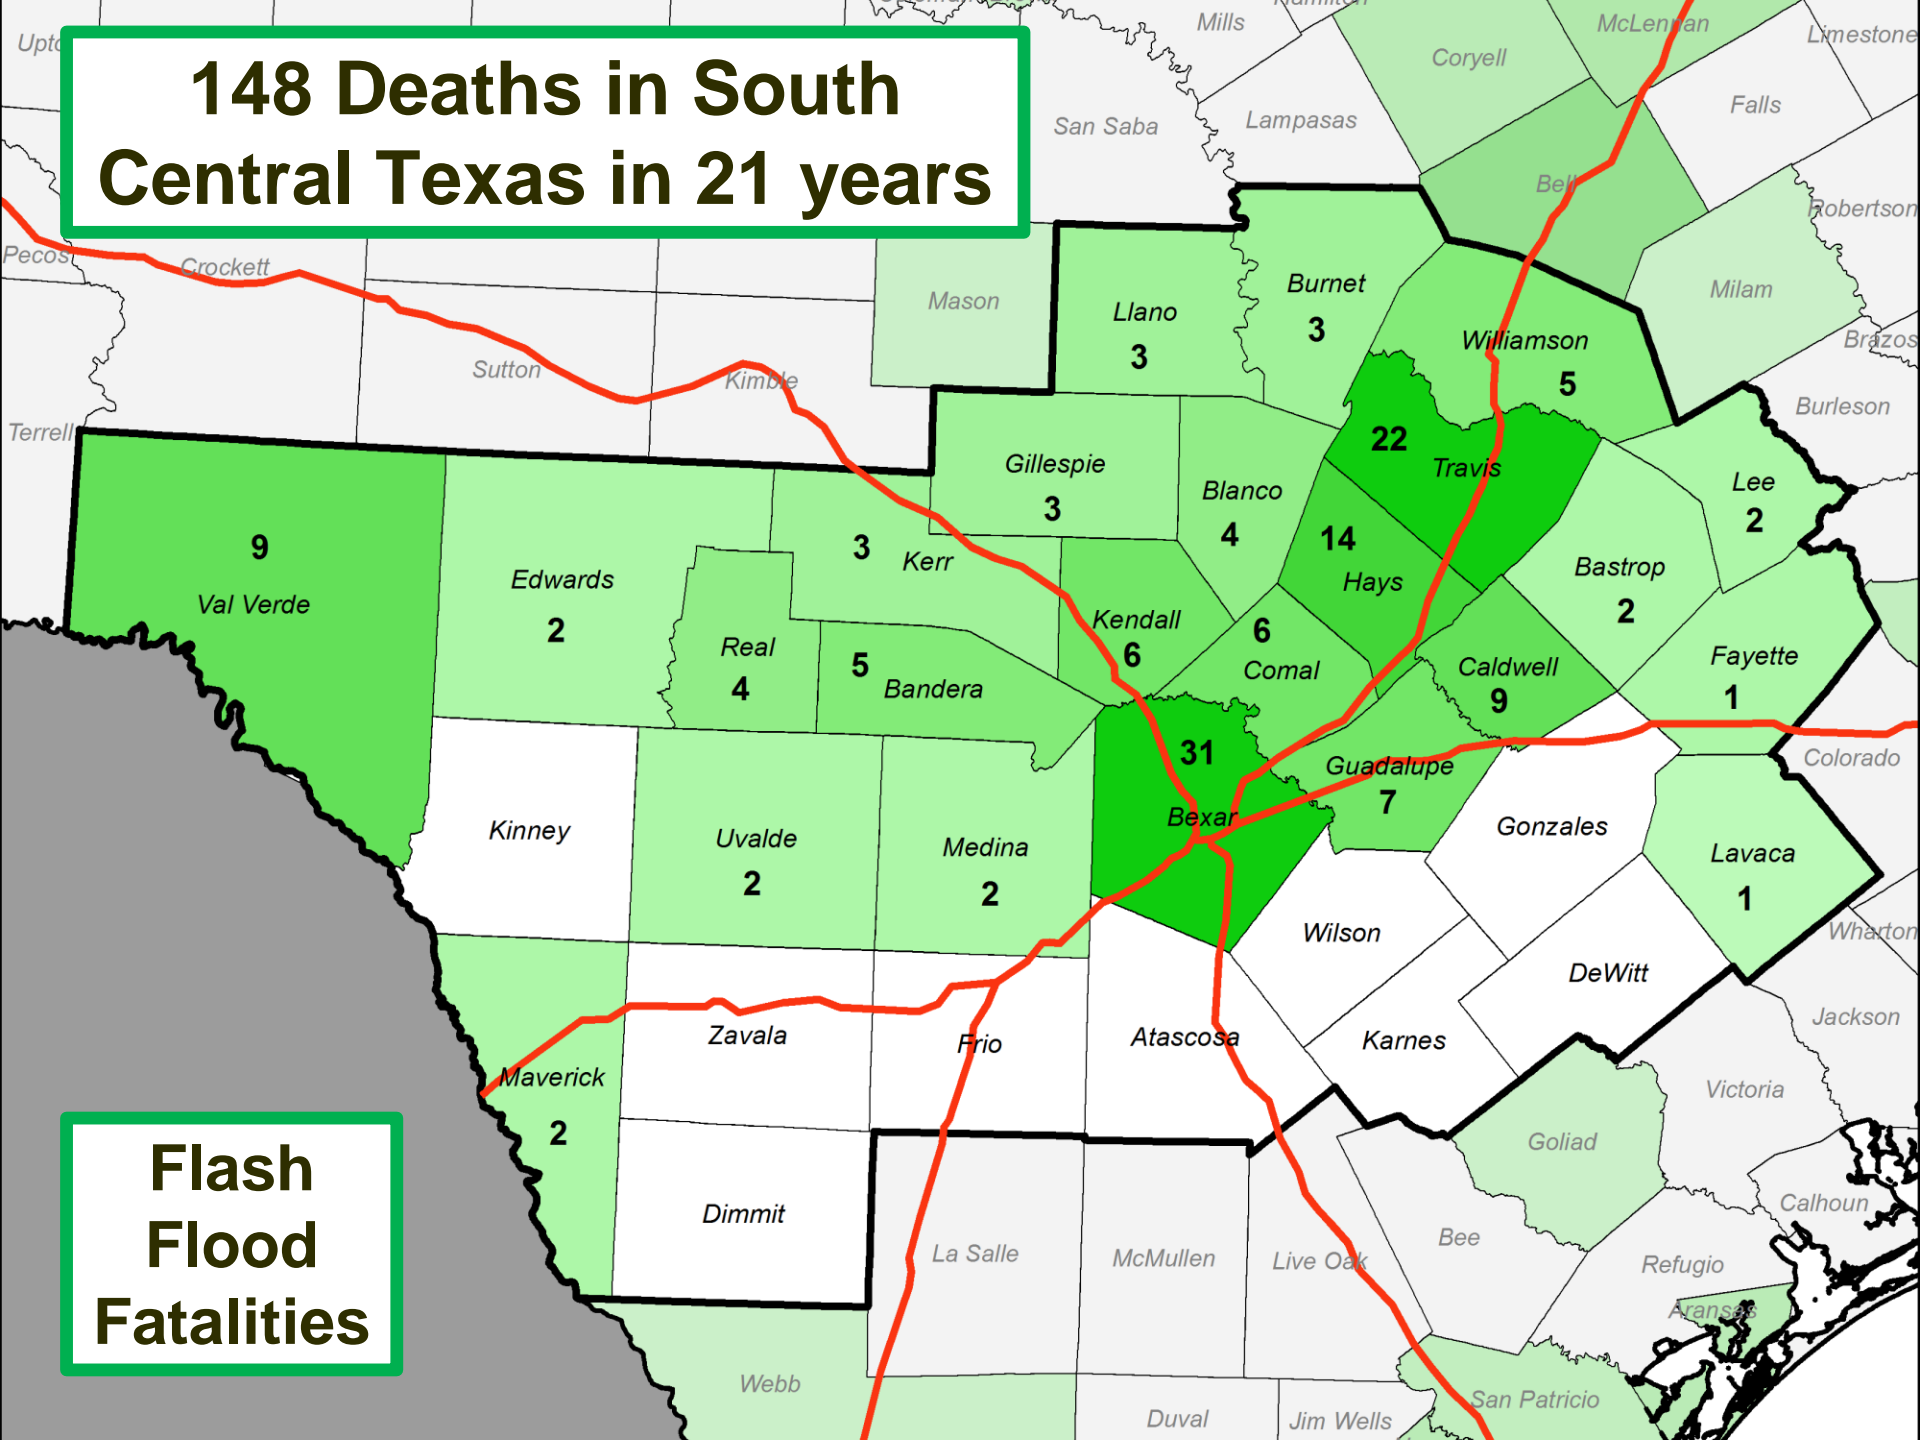 Mills
McLennan
Limestone
148 Deaths in South
Central Texas in 21 years
Coryell
Falls
San Saba
Lampasas
Bell
Robertson
Pecos
Crockett
Mason
Burnet
3
Llano
3
Milam
Williamson
5
Brazos
Sutton
Kimble
Burleson
Terrell
22
Travis
Gillespie
3
Blanco
4
Lee
2
9
Val Verde
Edwards
2
3 Kerr
14
Hays
Bastrop
2
Real
4
5
Bandera
Kendall
6
6
Comal
Caldwell
9
Fayette
1
31
Bexar
Guadalupe
7
Colorado
Kinney
Uvalde
2
Medina
2
Gonzales
Lavaca
1
Wilson
Wharton
DeWitt
Zavala
Frio
Atascosa
Karnes
Jackson
Maverick
2
Victoria
Goliad
Flash
Flood
Fatalities
Dimmit
La Salle
McMullen
Live Oak
Bee
Calhoun
Refugio
Aransas
Webb
Duval
Jim Wells
San Patricio